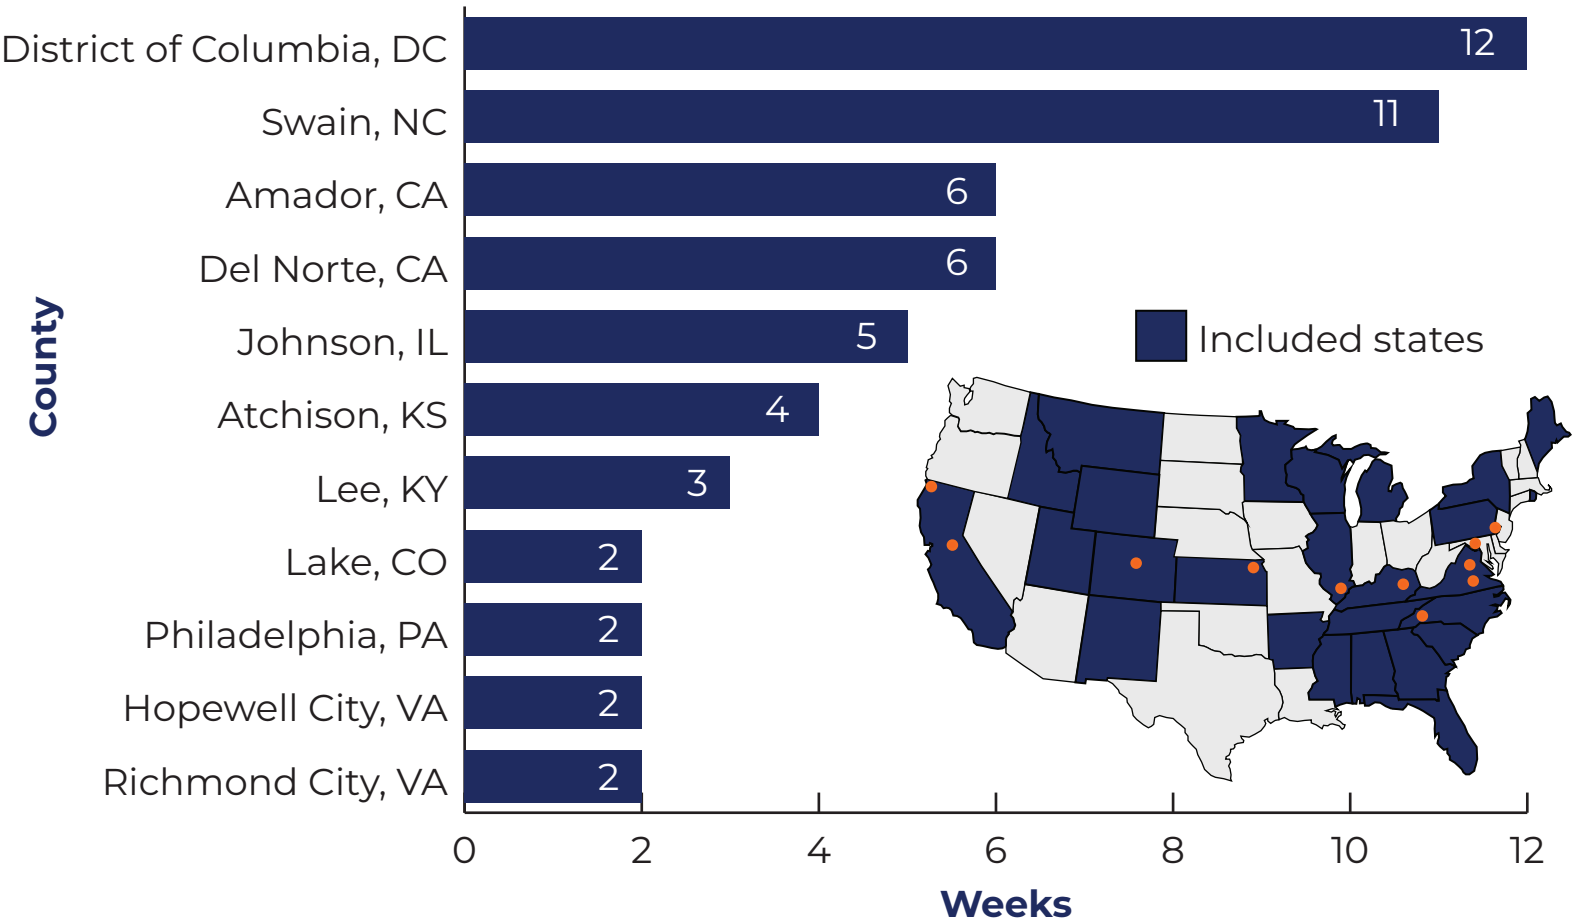 District of Columbia, DC 12
Swain, NC 11
Amador, CA 6
Del Norte, CA 6
Johnson, IL 5
Atchison, KS 4
Lee, KY 3
Lake, CO 2
Philadelphia, PA 2
Hopewell City, VA 2
Richmond City, VA 2
County
Included states
0 2 4 6 8 10 12
Weeks